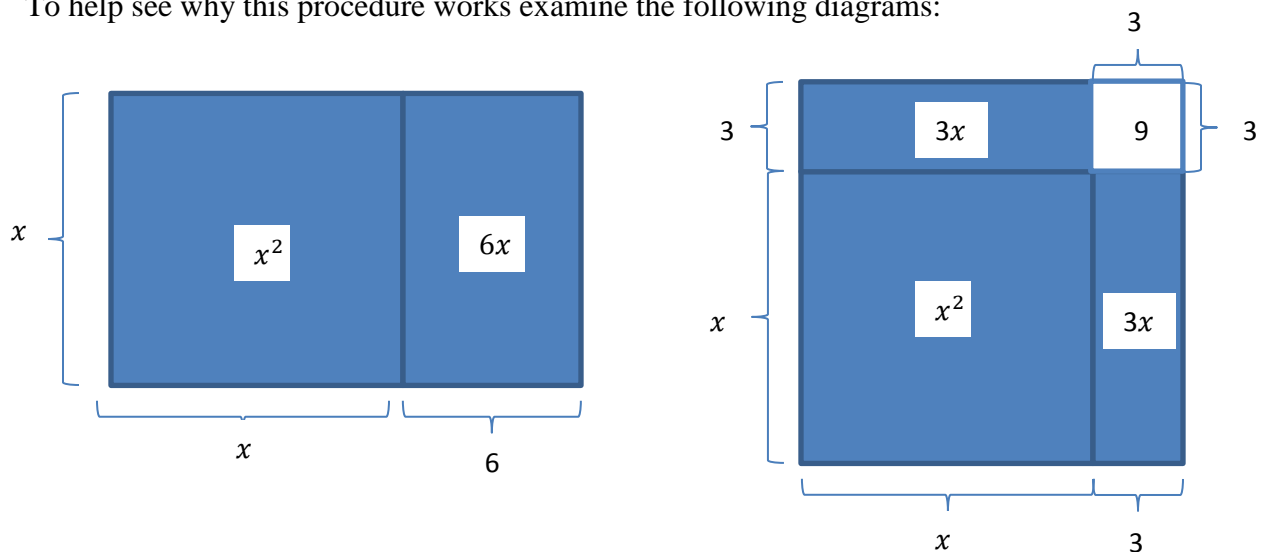 To help see why this procedure works examine the following diagrams:
3
3
3x
9
3
x
x²
6x
x
x²
3x
x
6
x
3